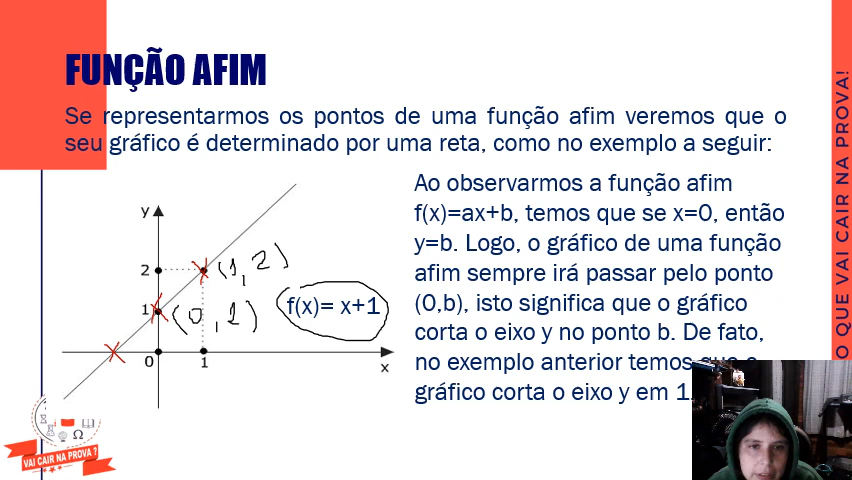 FUNÇÃO AFIM
Se representarmos os pontos de uma função afim veremos que o
seu gráfico é determinado por uma reta, como no exemplo a seguir:
Ao observarmos a função afim
f(x)=ax+b, temos que se x=0, então
y=b. Logo, o gráfico de uma função
afim sempre irá passar pelo ponto
(0,b), isto significa que o gráfico
corta o eixo y no ponto b. De fato,
no exemplo anterior temos que o
gráfico corta o eixo y em 1.
y
2
(1,2)
1
(0,1)
f(x)= x+1
0
1
x
VAI CAIR NA PROVA ?
O QUE VAI CAIR NA PROVA!